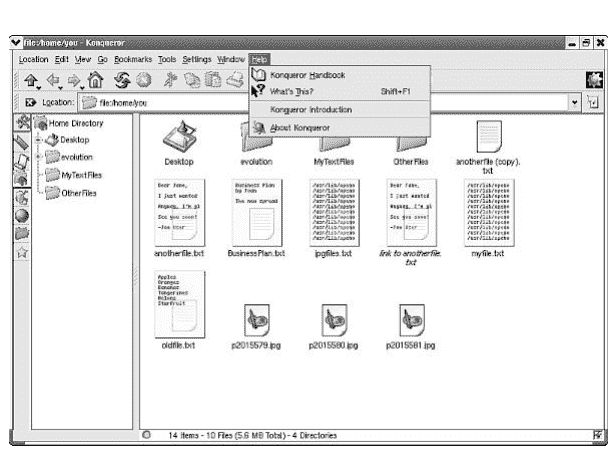 file:/home/you - Konqueror
Location Edit View Go Bookmarks Tools Settings Window Help
Konqueror Handbook
What's This? Shift+F1
Konqueror Introduction
About Konqueror
Location: file:/home/you
Home Directory
Desktop
evolution
MyTextFiles
OtherFiles
Desktop evolution MyTextFiles OtherFiles anotherfile (copy).
txt
Dear Jane,
I just wanted
See you soon!
Business Plan
Dear Jane,
I just wanted
See you soon!
anotherfile.txt BusinessPlan.txt jpgfiles.txt link to anotherfile. myfile.txt
txt
Apples
Oranges
Bananas
Tangerines
Melons
Starfruit
oldfile.txt p2015579.jpg p2015580.jpg p2015581.jpg
14 Items - 10 Files (5.6 MB Total) - 4 Directories